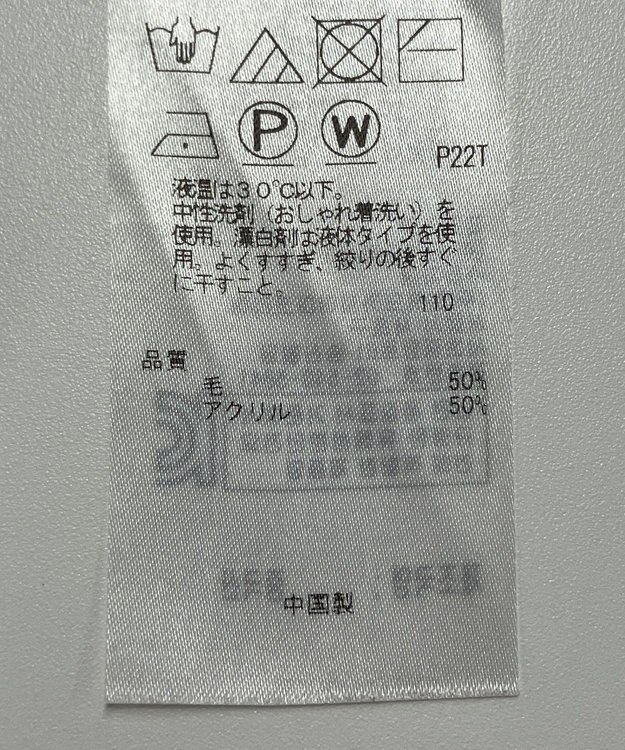 P
W
P22T
液温は30℃以下。
中性洗剤（おしゃれ着洗い）を
使用。漂白剤は液体タイプを使
用。よくすすぎ、絞りの後すぐ
に干すこと。
110
品質
毛 50%
アクリル 50%
中国製